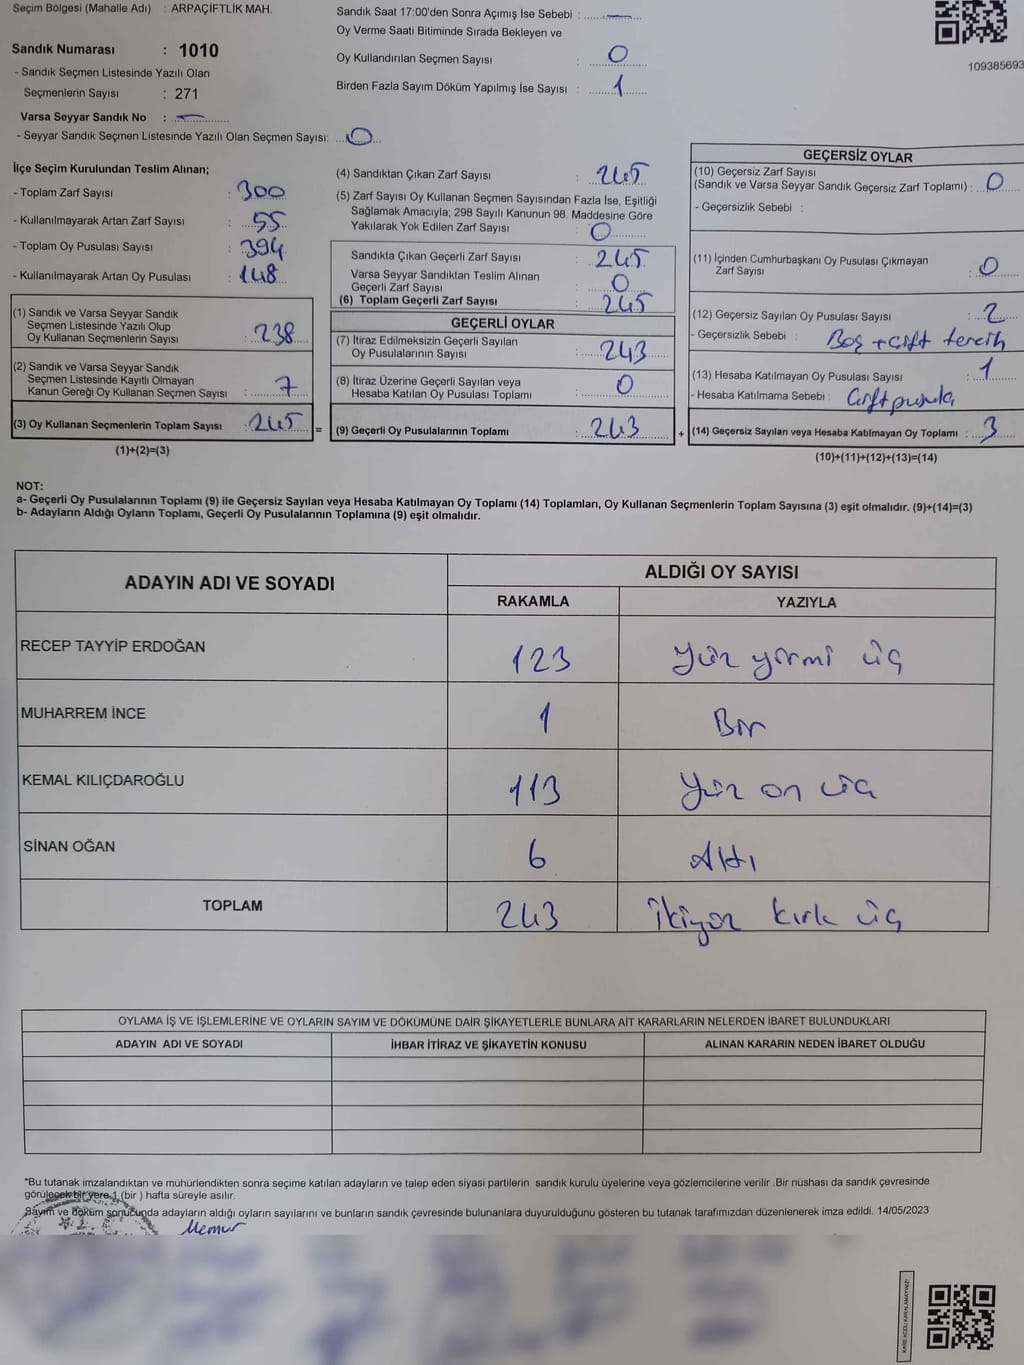 Seçim Bölgesi (Mahalle Adı) : ARPAÇİFTLİK MAH.
Sandık Numarası : 1010
- Sandık Seçmen Listesinde Yazılı Olan
Seçmenlerin Sayısı : 271
Varsa Seyyar Sandık No : —
- Seyyar Sandık Seçmen Listesinde Yazılı Olan Seçmen Sayısı: 0
Sandık Saat 17:00'den Sonra Açımış İse Sebebi : —
Oy Verme Saati Bitiminde Sırada Bekleyen ve
Oy Kullandırılan Seçmen Sayısı : 0
Birden Fazla Sayım Döküm Yapılmış İse Sayısı : 1
109385693
İlçe Seçim Kurulundan Teslim Alınan;
- Toplam Zarf Sayısı : 300
- Kullanılmayarak Artan Zarf Sayısı : 55
- Toplam Oy Pusulası Sayısı : 394
- Kullanılmayarak Artan Oy Pusulası : 148
(1) Sandık ve Varsa Seyyar Sandık
Seçmen Listesinde Yazılı Olup
Oy Kullanan Seçmenlerin Sayısı : 238
(2) Sandık ve Varsa Seyyar Sandık
Seçmen Listesinde Kayıtlı Olmayan
Kanun Gereği Oy Kullanan Seçmen Sayısı : 7
(3) Oy Kullanan Seçmenlerin Toplam Sayısı : 245 =
(1)+(2)=(3)
(4) Sandıktan Çıkan Zarf Sayısı : 245
(5) Zarf Sayısı Oy Kullanan Seçmen Sayısından Fazla İse, Eşitliği
Sağlamak Amacıyla; 298 Sayılı Kanunun 98. Maddesine Göre
Yakılarak Yok Edilen Zarf Sayısı : 0
Sandıkta Çıkan Geçerli Zarf Sayısı : 245
Varsa Seyyar Sandıktan Teslim Alınan
Geçerli Zarf Sayısı : 0
(6) Toplam Geçerli Zarf Sayısı : 245
GEÇERLİ OYLAR
(7) İtiraz Edilmeksizin Geçerli Sayılan
Oy Pusulalarının Sayısı : 243
(8) İtiraz Üzerine Geçerli Sayılan veya
Hesaba Katılan Oy Pusulası Toplamı : 0
(9) Geçerli Oy Pusulalarının Toplamı : 243 +
GEÇERSİZ OYLAR
(10) Geçersiz Zarf Sayısı
(Sandık ve Varsa Seyyar Sandık Geçersiz Zarf Toplamı) : 0
- Geçersizlik Sebebi :
(11) İçinden Cumhurbaşkanı Oy Pusulası Çıkmayan
Zarf Sayısı : 0
(12) Geçersiz Sayılan Oy Pusulası Sayısı : 2
- Geçersizlik Sebebi : Boş + çift tercih
(13) Hesaba Katılmayan Oy Pusulası Sayısı : 1
- Hesaba Katılmama Sebebi : Çift pusula
(14) Geçersiz Sayılan veya Hesaba Katılmayan Oy Toplamı : 3
(10)+(11)+(12)+(13)=(14)
NOT:
a- Geçerli Oy Pusulalarının Toplamı (9) ile Geçersiz Sayılan veya Hesaba Katılmayan Oy Toplamı (14) Toplamları, Oy Kullanan Seçmenlerin Toplam Sayısına (3) eşit olmalıdır. (9)+(14)=(3)
b- Adayların Aldığı Oyların Toplamı, Geçerli Oy Pusulalarının Toplamına (9) eşit olmalıdır.
ADAYIN ADI VE SOYADI
ALDIĞI OY SAYISI
RAKAMLA YAZIYLA
RECEP TAYYİP ERDOĞAN 123 Yüz yirmi üç
MUHARREM İNCE 1 Bir
KEMAL KILIÇDAROĞLU 113 Yüz on üç
SİNAN OĞAN 6 Altı
TOPLAM 243 İkiyüz kırk üç
OYLAMA İŞ VE İŞLEMLERİNE VE OYLARIN SAYIM VE DÖKÜMÜNE DAİR ŞİKAYETLERLE BUNLARA AİT KARARLARIN NELERDEN İBARET BULUNDUKLARI
ADAYIN ADI VE SOYADI İHBAR İTİRAZ VE ŞİKAYETİN KONUSU ALINAN KARARIN NEDEN İBARET OLDUĞU
*Bu tutanak imzalandıktan ve mühürlendikten sonra seçime katılan adayların ve talep eden siyasi partilerin sandık kurulu üyelerine veya gözlemcilerine verilir .Bir nüshası da sandık çevresinde
görülecek bir yere 1 (bir ) hafta süreyle asılır.
Sayım ve döküm sonucunda adayların aldığı oyların sayılarını ve bunların sandık çevresinde bulunanlara duyurulduğunu gösteren bu tutanak tarafımızdan düzenlenerek imza edildi. 14/05/2023
Memur
KARE KODU KARALAMAYINIZ!